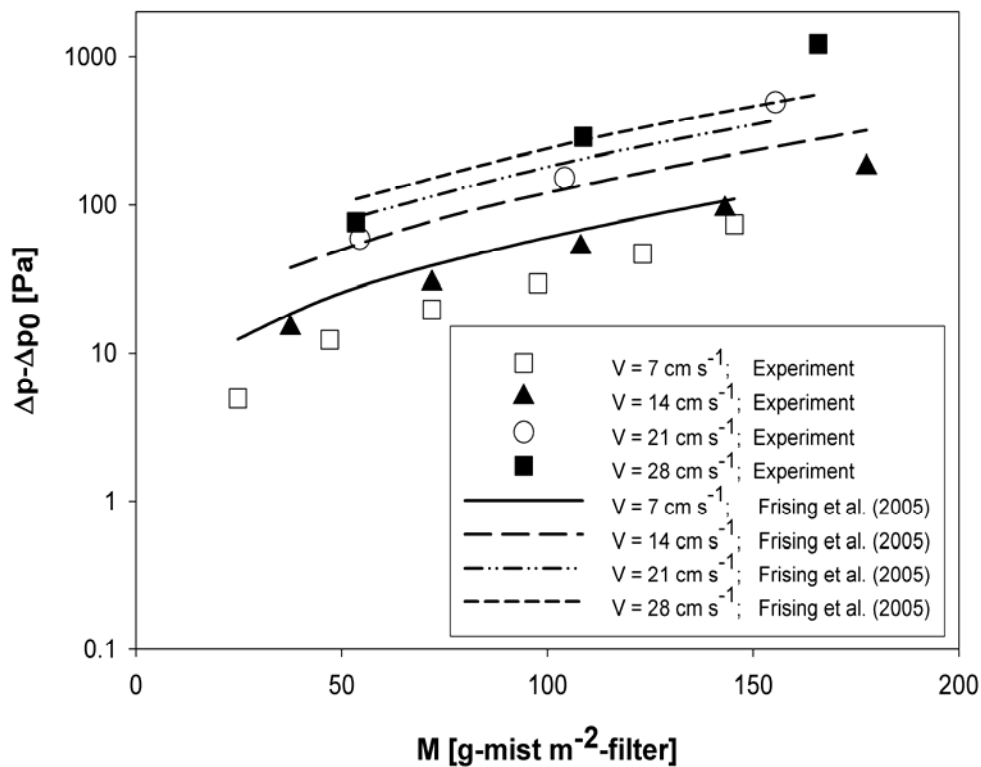 1000
100
10
1
0.1
Δp-Δp0 [Pa]
0 50 100 150 200
M [g-mist m-2-filter]
V = 7 cm s-1; Experiment
V = 14 cm s-1; Experiment
V = 21 cm s-1; Experiment
V = 28 cm s-1; Experiment
V = 7 cm s-1; Frising et al. (2005)
V = 14 cm s-1; Frising et al. (2005)
V = 21 cm s-1; Frising et al. (2005)
V = 28 cm s-1; Frising et al. (2005)